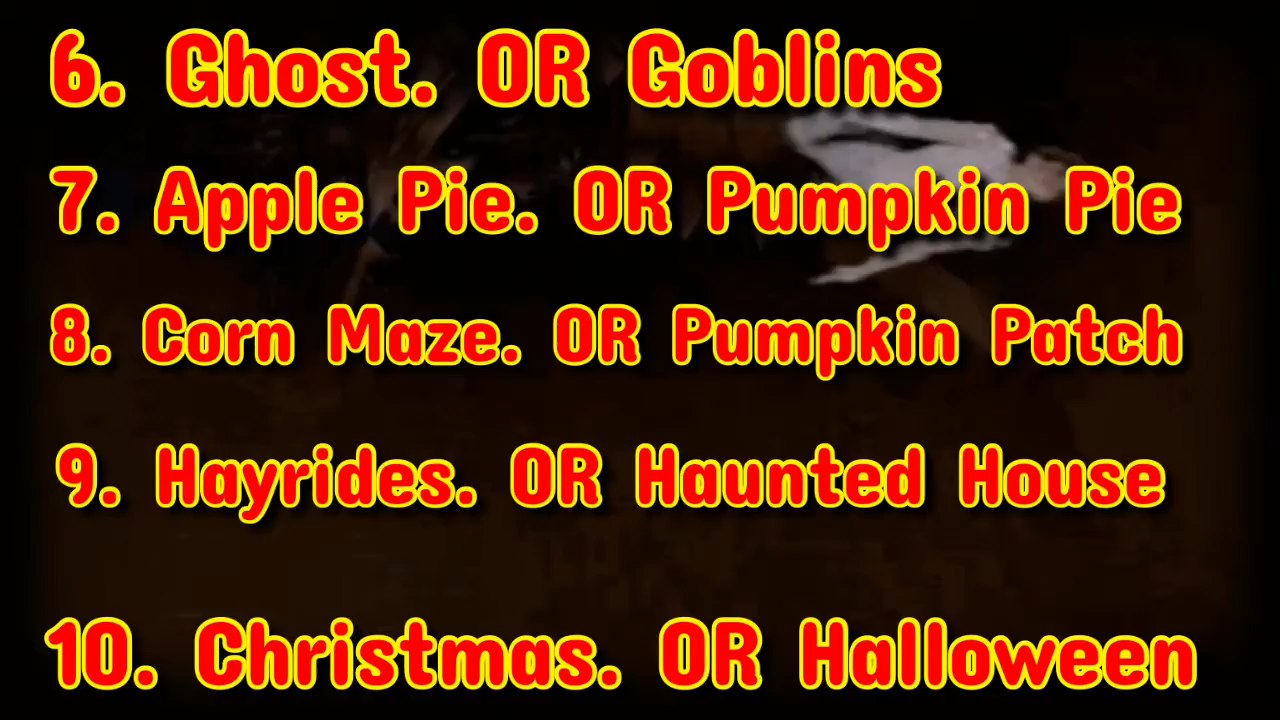 6. Ghost. OR Goblins
7. Apple Pie. OR Pumpkin Pie
8. Corn Maze. OR Pumpkin Patch
9. Hayrides. OR Haunted House
10. Christmas. OR Halloween